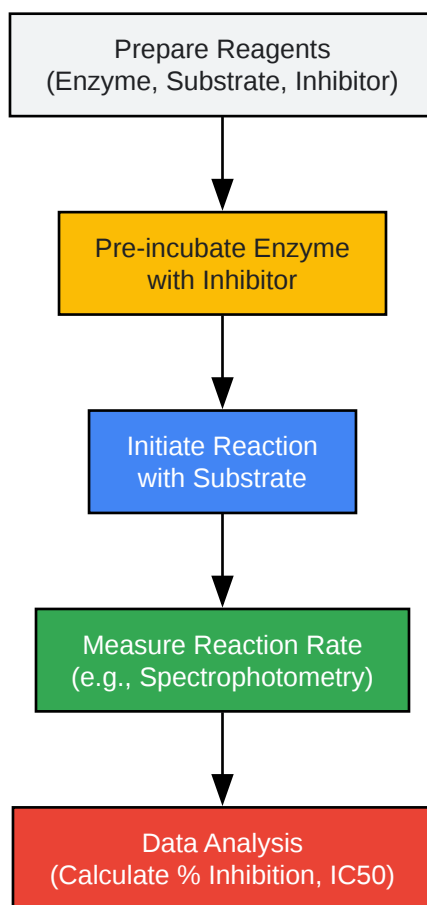 Prepare Reagents
(Enzyme, Substrate, Inhibitor)
Pre-incubate Enzyme
with Inhibitor
Initiate Reaction
with Substrate
Measure Reaction Rate
(e.g., Spectrophotometry)
Data Analysis
(Calculate % Inhibition, IC50)